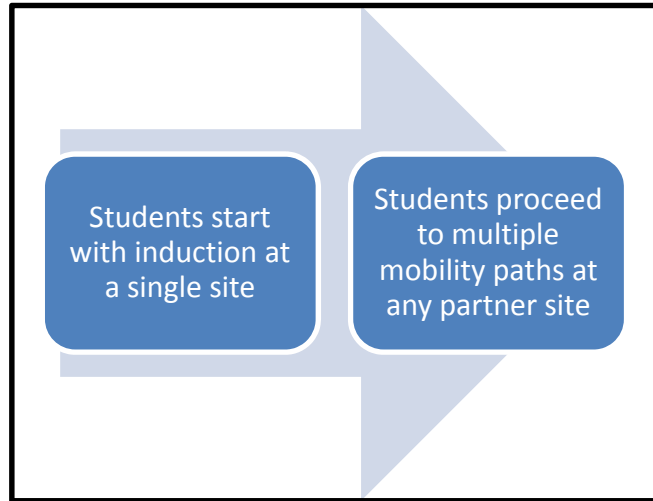 Students start
with induction at
a single site
Students proceed
to multiple
mobility paths at
any partner site